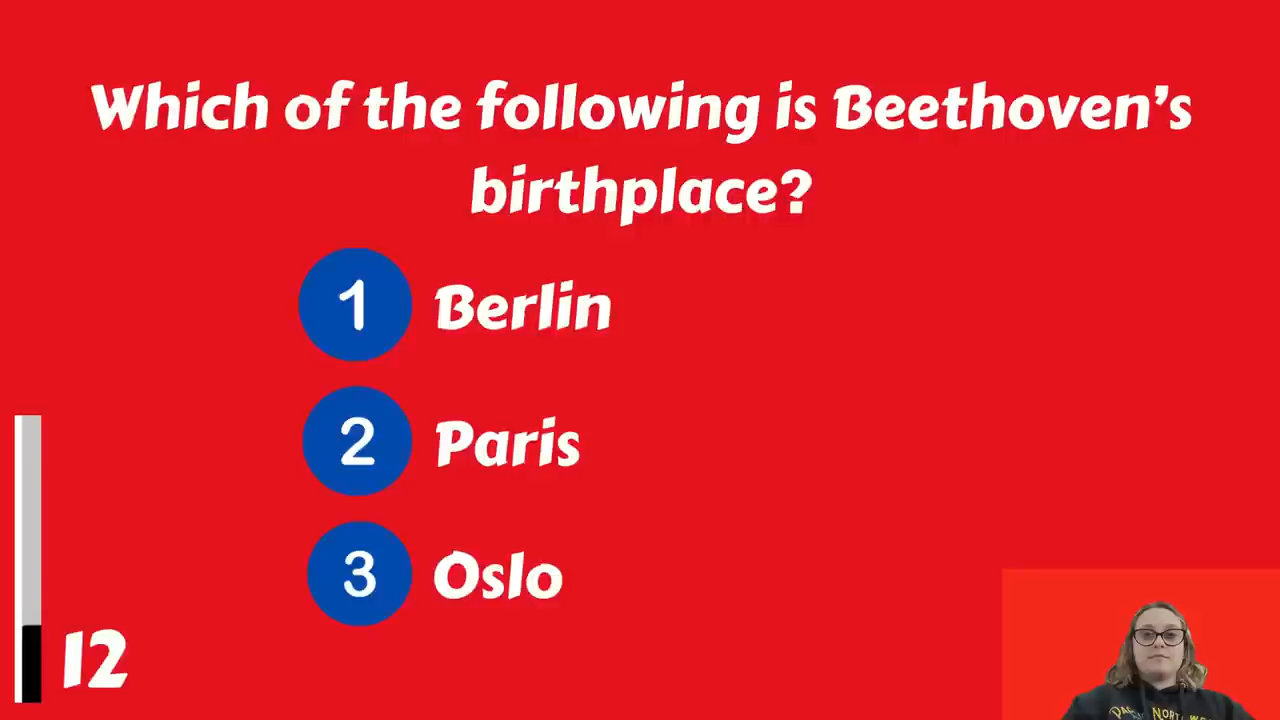 Which of the following is Beethoven's
birthplace?
1 Berlin
2 Paris
3 Oslo
12